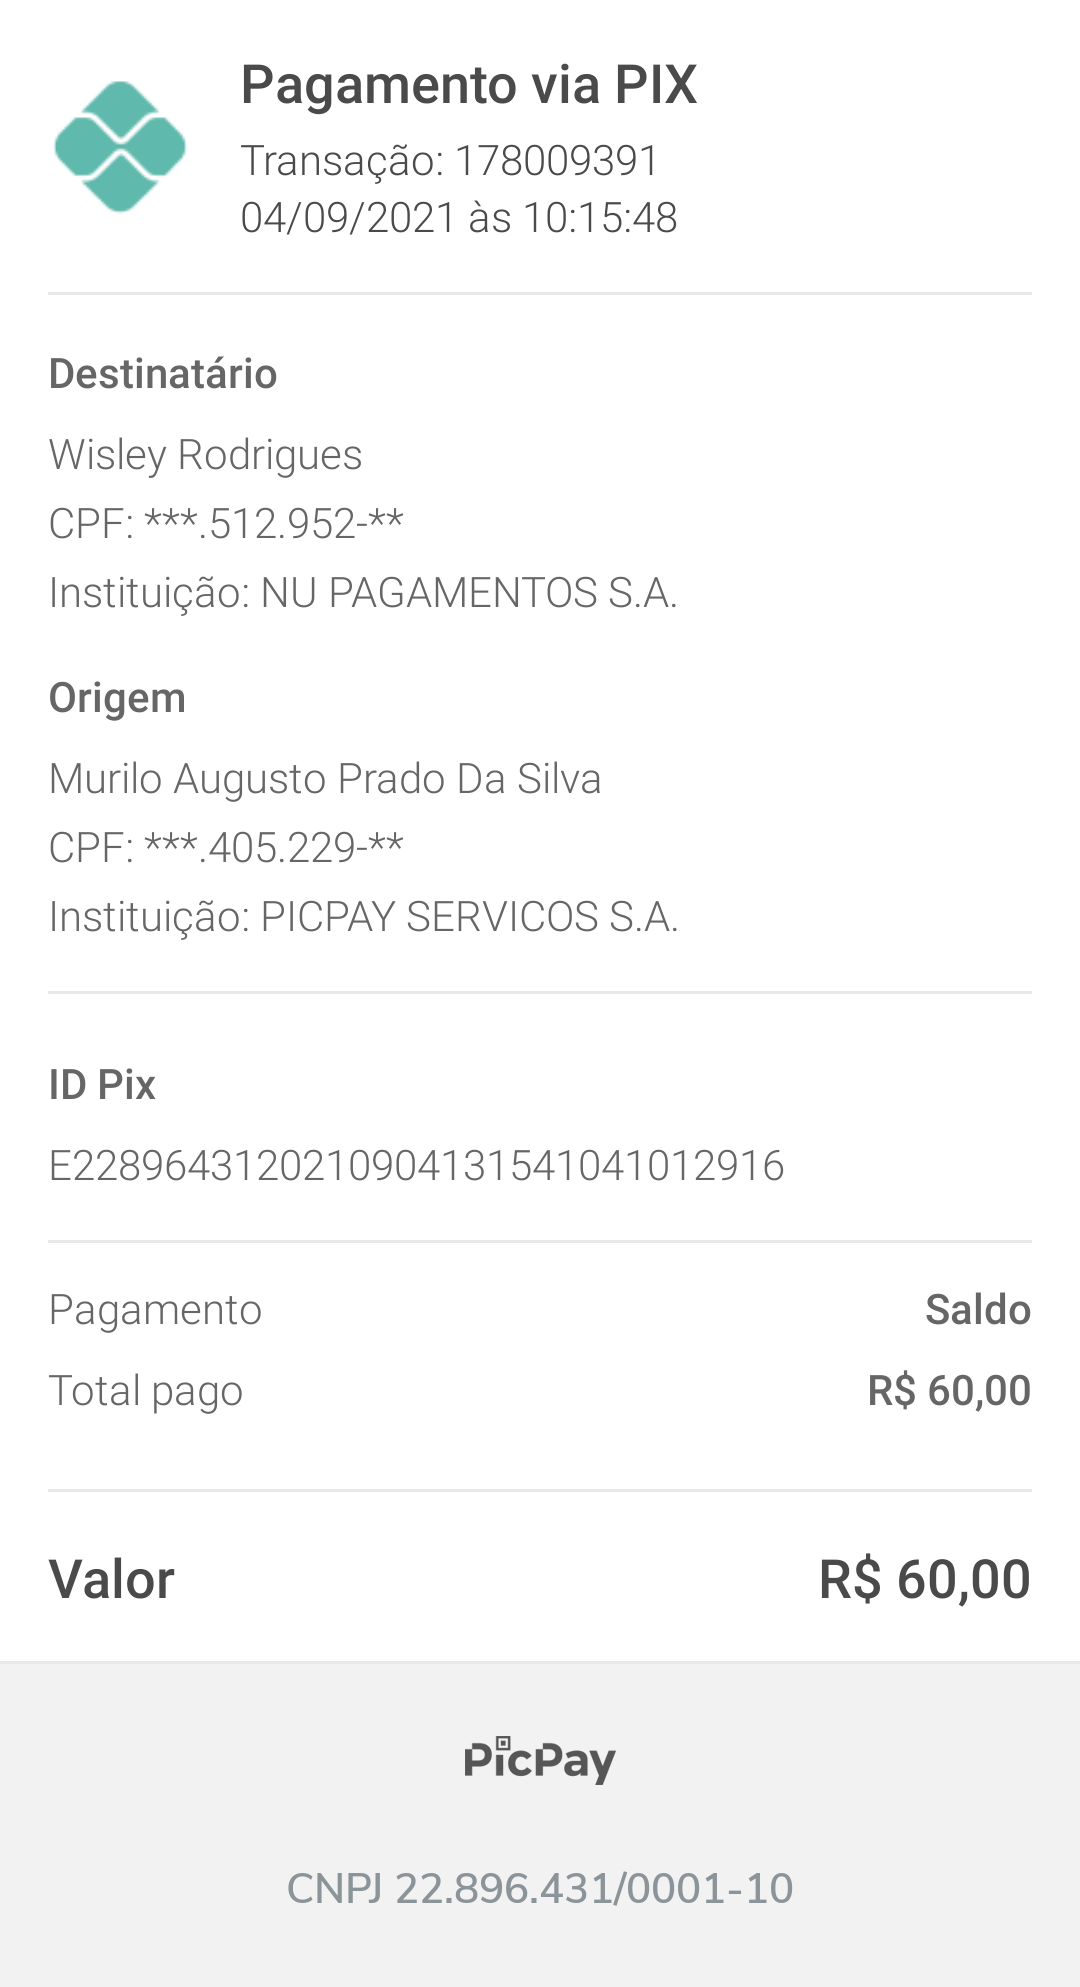 Pagamento via PIX
Transação: 178009391
04/09/2021 às 10:15:48
Destinatário
Wisley Rodrigues
CPF: ***.512.952-**
Instituição: NU PAGAMENTOS S.A.
Origem
Murilo Augusto Prado Da Silva
CPF: ***.405.229-**
Instituição: PICPAY SERVICOS S.A.
ID Pix
E22896431202109041315410​41012916
Pagamento Saldo
Total pago R$ 60,00
Valor R$ 60,00
PicPay
CNPJ 22.896.431/0001-10